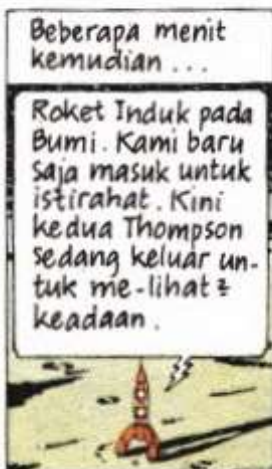 Beberapa menit
kemudian ...
Roket Induk pada
Bumi. Kami baru
saja masuk untuk
istirahat. Kini
kedua Thompson
sedang keluar un-
tuk me-lihat²
keadaan.